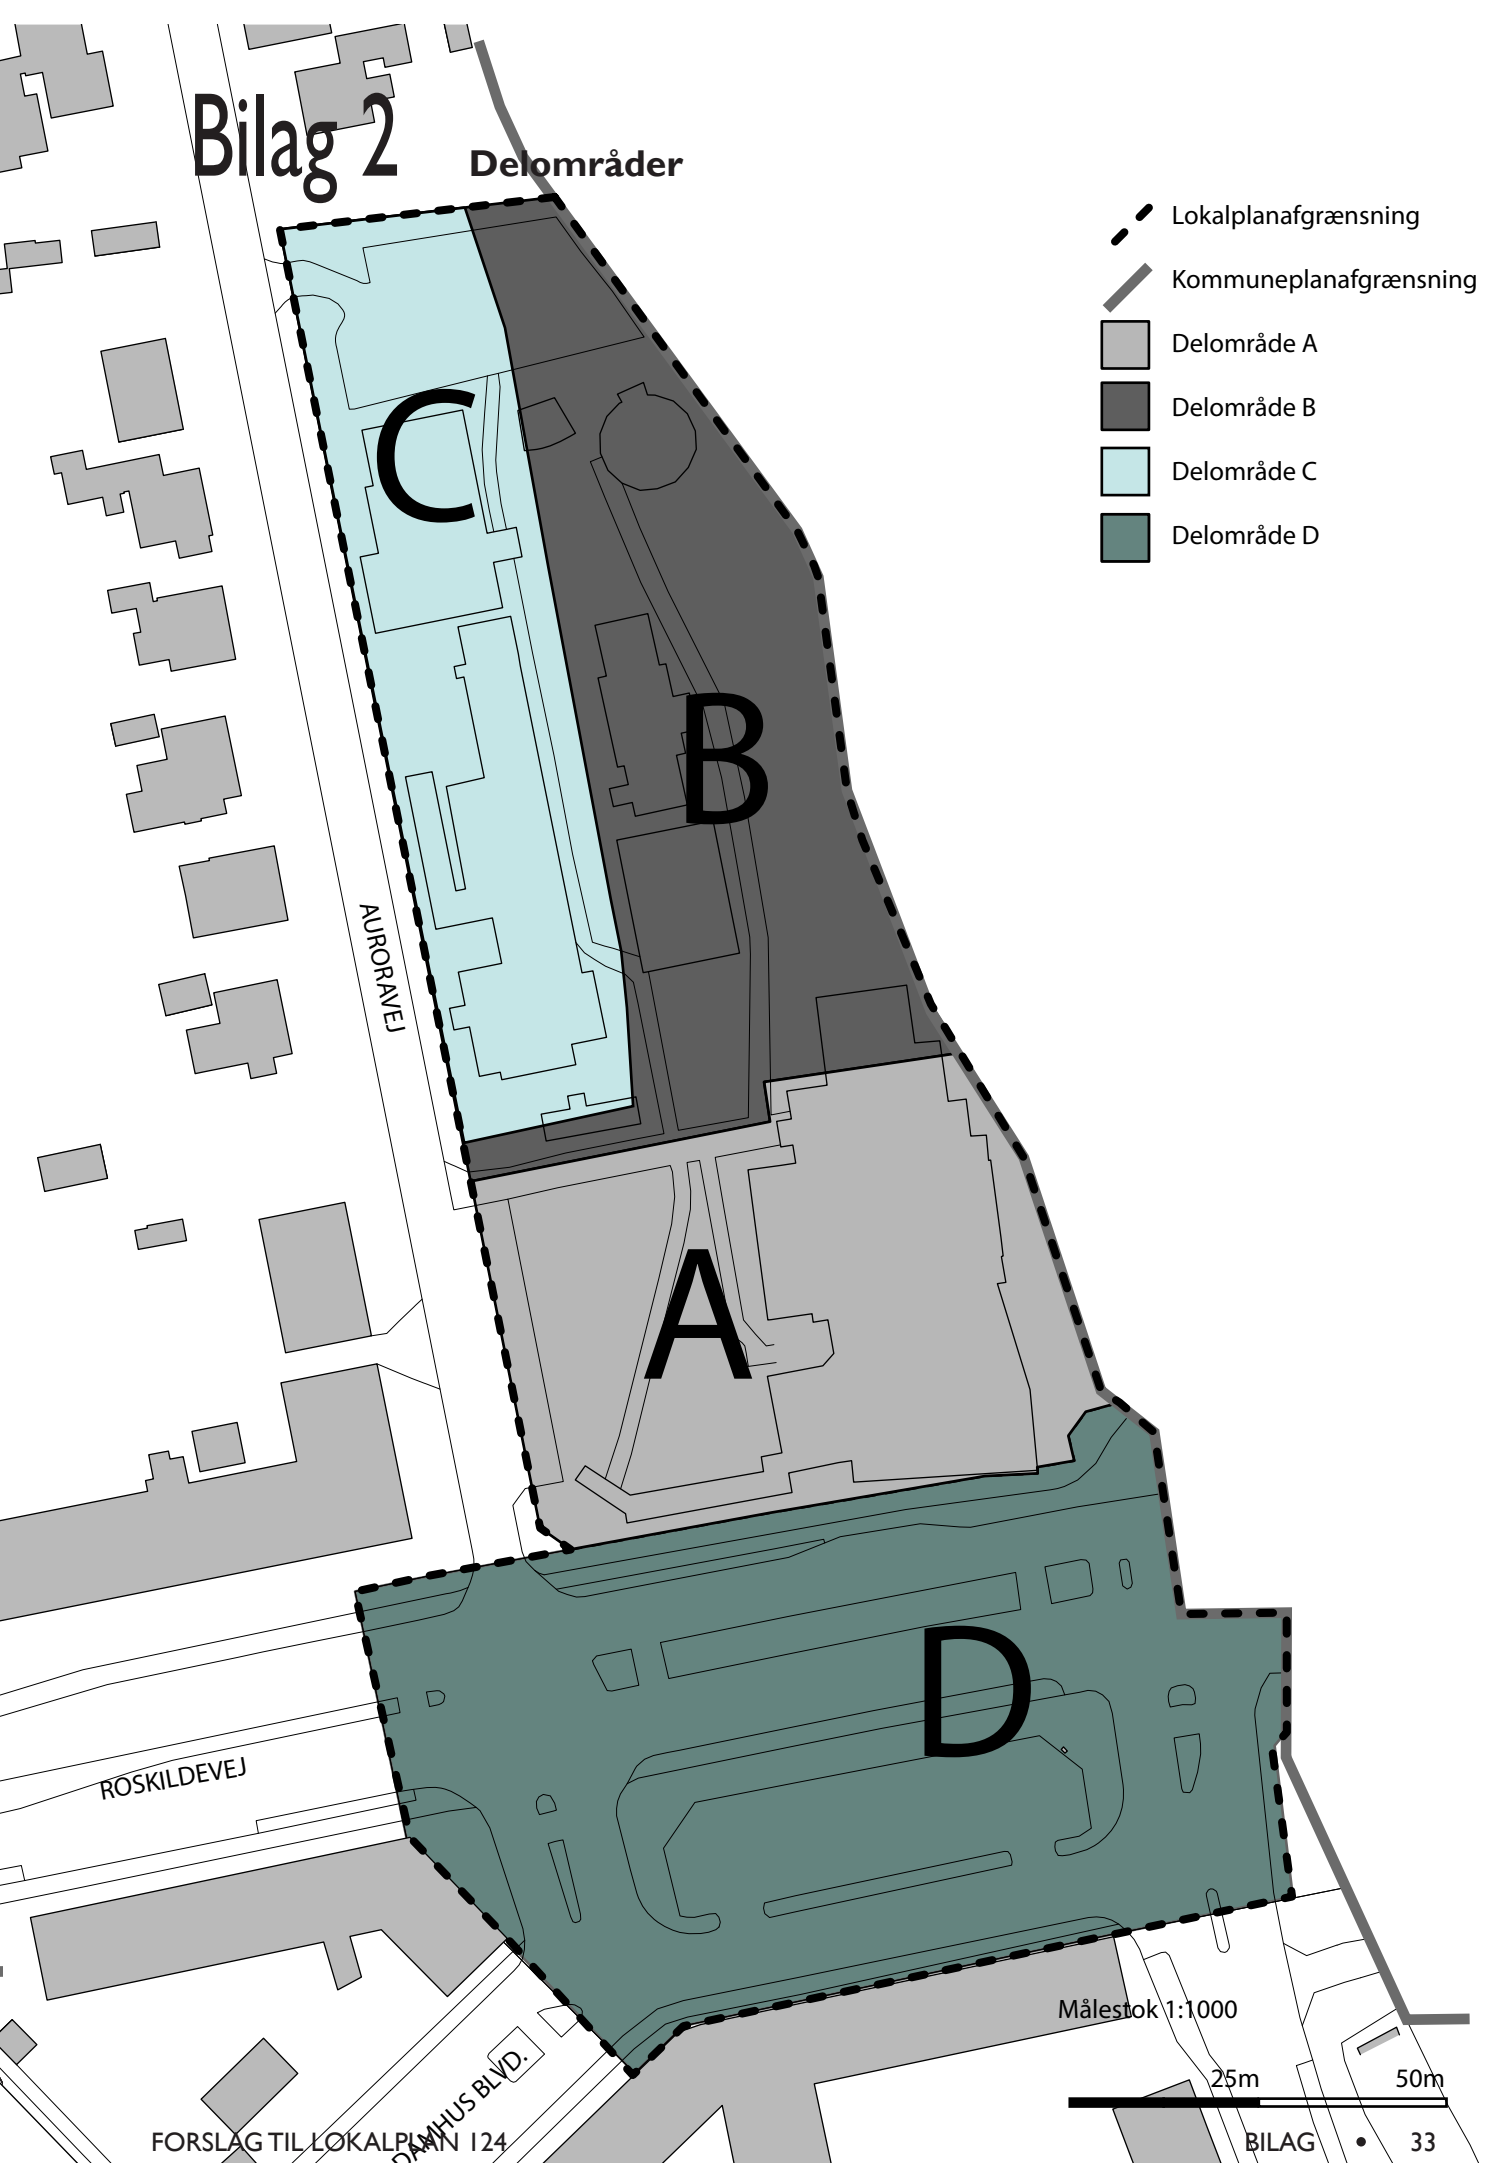 Bilag 2
Delområder
Lokalplanafgrænsning
Kommuneplanafgrænsning
Delområde A
Delområde B
Delområde C
Delområde D
C
B
AURORAVEJ
A
D
ROSKILDEVEJ
Målestok 1:1000
DAMHUS BLVD.
25m 50m
FORSLAG TIL LOKALPLAN 124
BILAG • 33